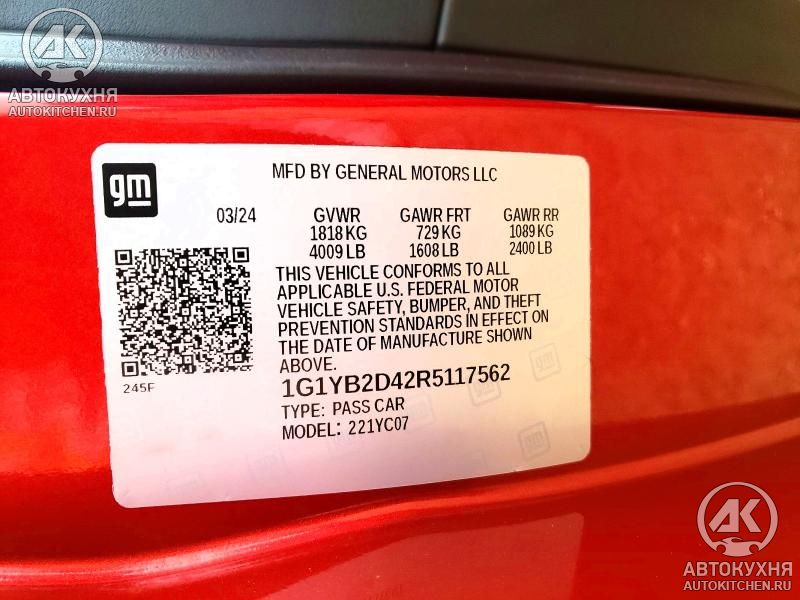 AK
АВТОКУХНЯ
AUTOKITCHEN.RU
gm
MFD BY GENERAL MOTORS LLC
03/24 GVWR GAWR FRT GAWR RR
1818 KG 729 KG 1089 KG
4009 LB 1608 LB 2400 LB
THIS VEHICLE CONFORMS TO ALL
APPLICABLE U.S. FEDERAL MOTOR
VEHICLE SAFETY, BUMPER, AND THEFT
PREVENTION STANDARDS IN EFFECT ON
THE DATE OF MANUFACTURE SHOWN
ABOVE.
245F
1G1YB2D42R5117562
TYPE: PASS CAR
MODEL: 221YC07
AK
АВТОКУХНЯ
AUTOKITCHEN.RU